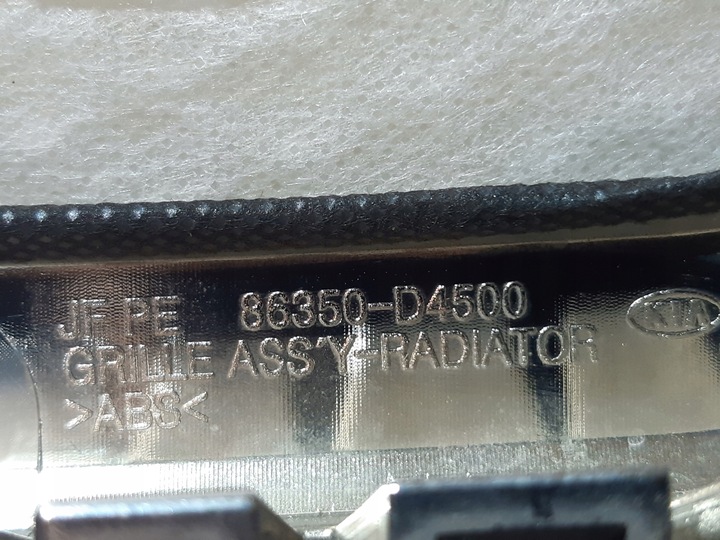 JF PE 86350-D4500
GRILLE ASS'Y-RADIATOR
>ABS<
KIA